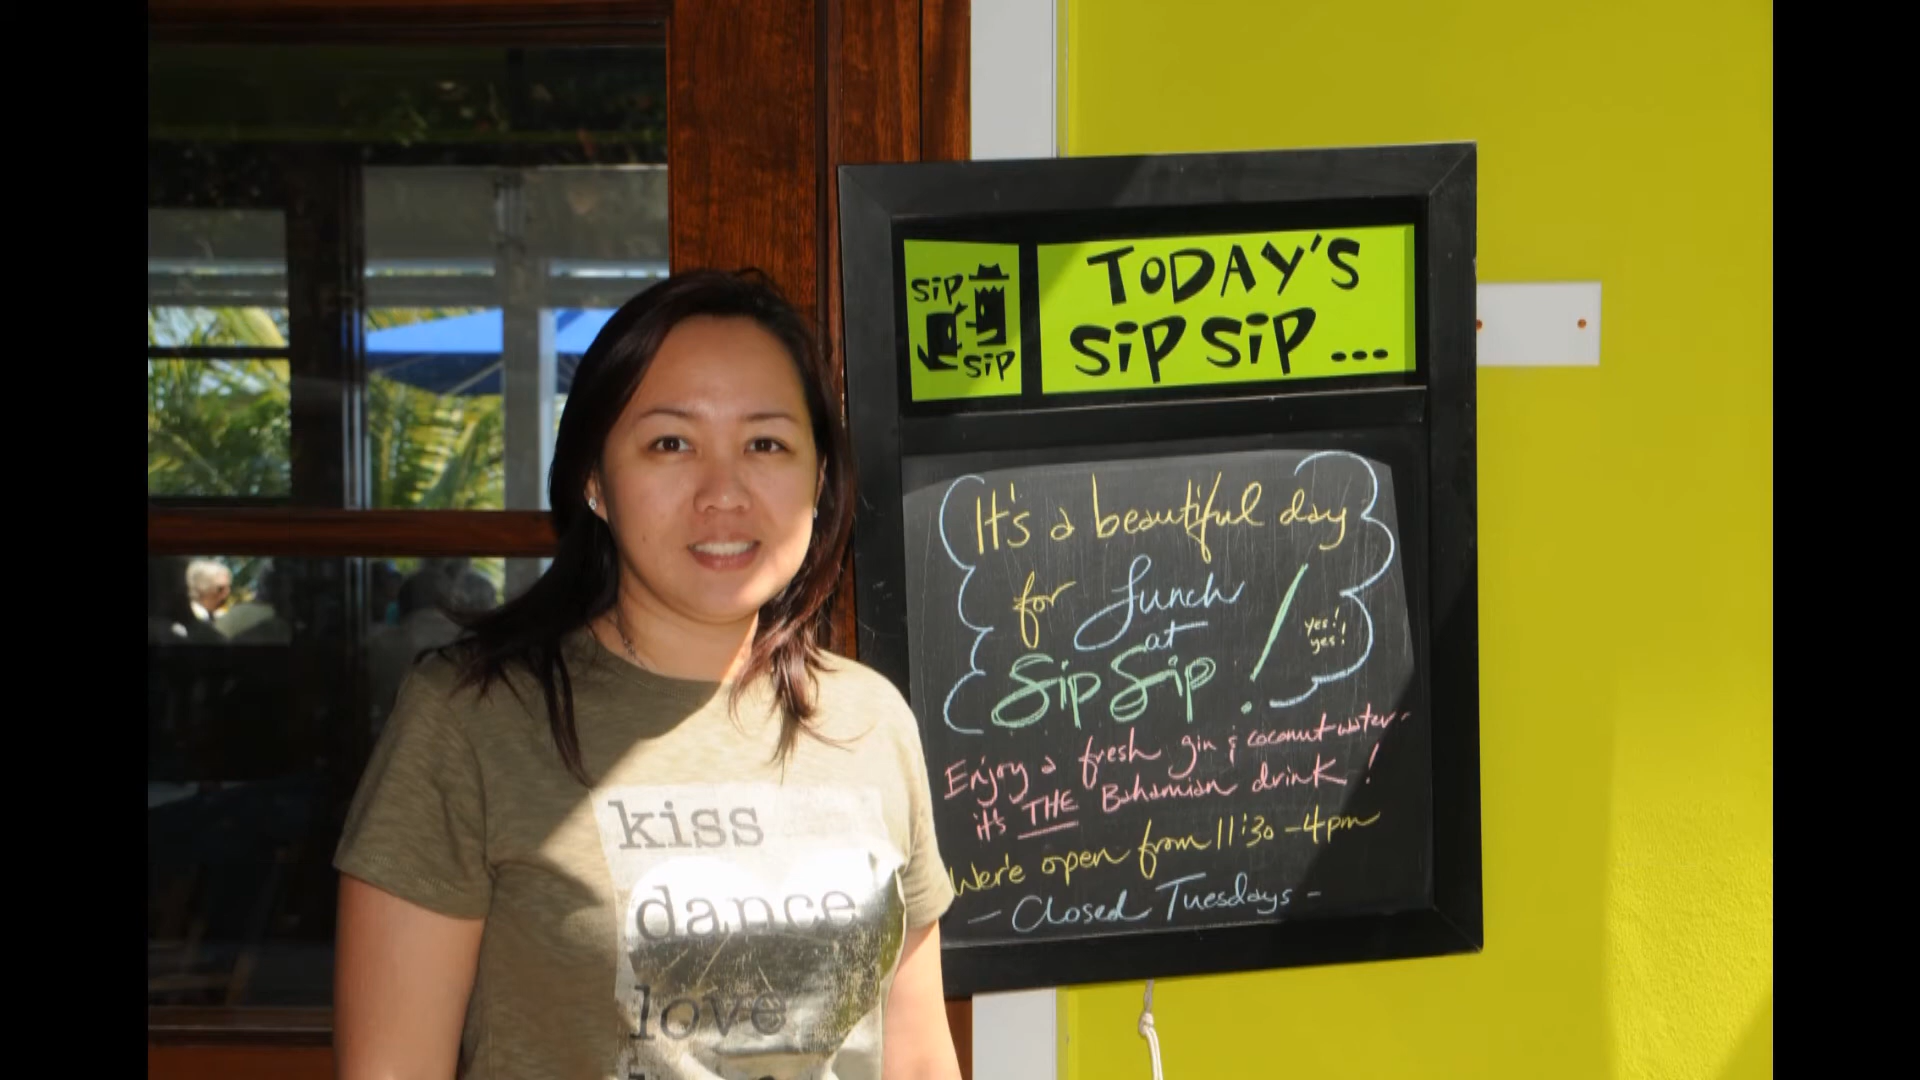 sip
sip
TODAY'S
sip sip ...
It's a beautiful day
for Lunch
at
Sip Sip!
yes!
yes!
Enjoy a fresh gin & coconut water-
it's THE Bahamian drink!
We're open from 11:30-4pm
- Closed Tuesdays -
kiss
dance
love